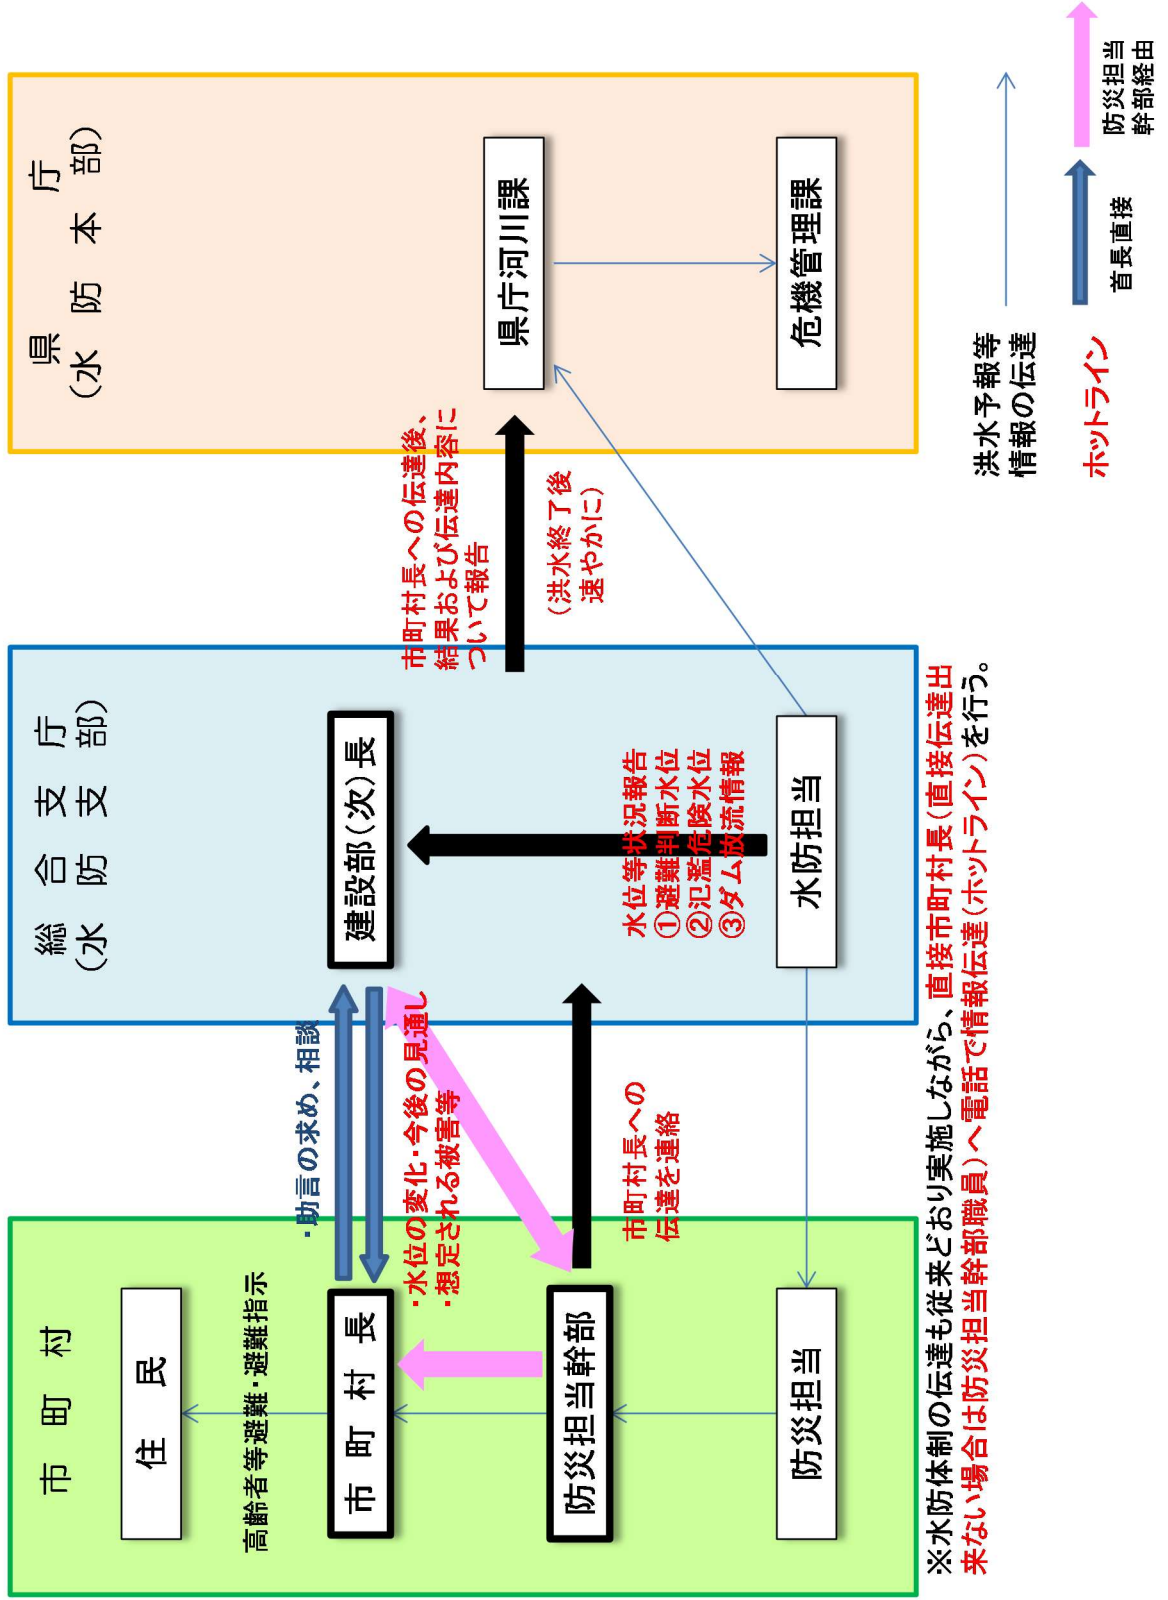 市 町 村
住 民
高齢者等避難・避難指示
市 町 村 長
防災担当幹部
防災担当
・助言の求め、相談
・水位の変化・今後の見通し
・想定される被害等
市町村長への
伝達を連絡
総 合 支 庁
(水 防 支 部)
建設部(次)長
水位等状況報告
①避難判断水位
②氾濫危険水位
③ダム放流情報
水防担当
市町村長への伝達後、
結果および伝達内容に
ついて報告
(洪水終了後
速やかに)
県 庁
(水 防 本 部)
県庁河川課
危機管理課
※水防体制の伝達も従来どおり実施しながら、直接市町村長(直接伝達出
来ない場合は防災担当幹部職員)へ電話で情報伝達(ホットライン)を行う。
洪水予報等
情報の伝達
ホットライン
首長直接
防災担当
幹部経由